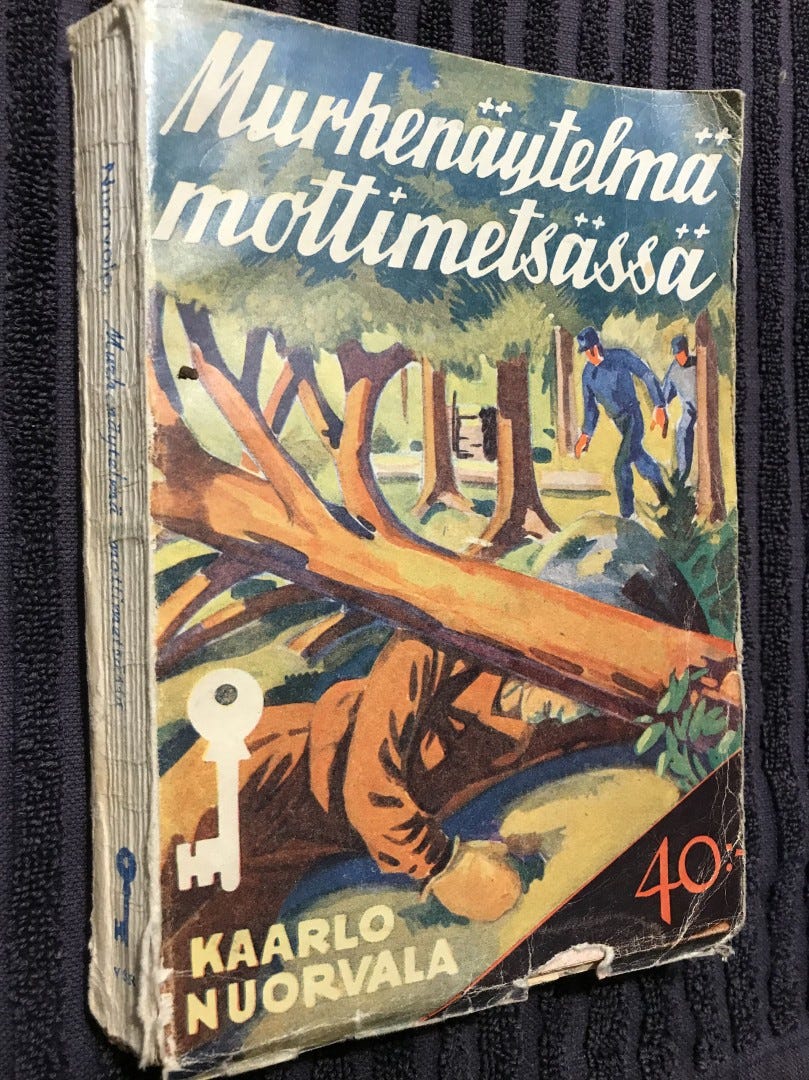 Murhenäytelmä
mottimetsässä
KAARLO
NUORVALA
40:-
Nuorvala, Murhenäytelmä mottimetsässä